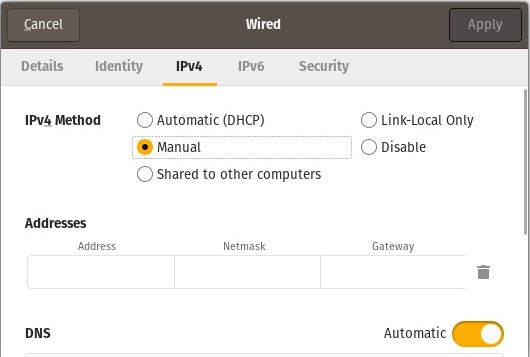 Cancel Wired Apply
Details Identity IPv4 IPv6 Security
IPv4 Method Automatic (DHCP) Link-Local Only
Manual Disable
Shared to other computers
Addresses
Address Netmask Gateway
DNS Automatic